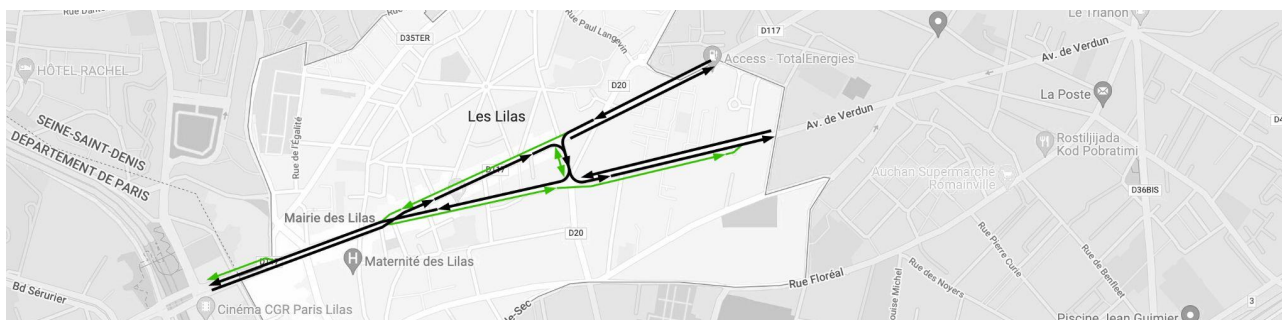 Rue Paul Langevin
D35TER
D117
Le Trianon
HÔTEL-RACHEL
Access - TotalEnergies
Av. de Verdun
D20
La Poste
Les Lilas
Av. de Verdun
SEINE-SAINT-DENIS
DÉPARTEMENT DE PARIS
Rue de l'Égalité
Rostiljijada
Kod Pobratimi
Auchan Supermarché
Romainville
D36BIS
Mairie des Lilas
D20
Maternité des Lilas
H
Rue Floréal
Rue des Noyers
Rue Pierre Curie
Rue de Benfleet
Bd Sérurier
Cinéma CGR Paris Lilas
3
Piscine Jean Guimier